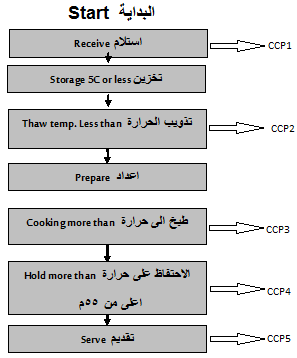 Start البداية
Receive استلام
CCP1
Storage 5C or less تخزين
Thaw temp. Less than تذويب الحرارة
CCP2
Prepare اعداد
Cooking more than طبخ الى حرارة
CCP3
Hold more than الاحتفاظ على حرارة
اعلى من ٥٥م
CCP4
Serve تقديم
CCP5